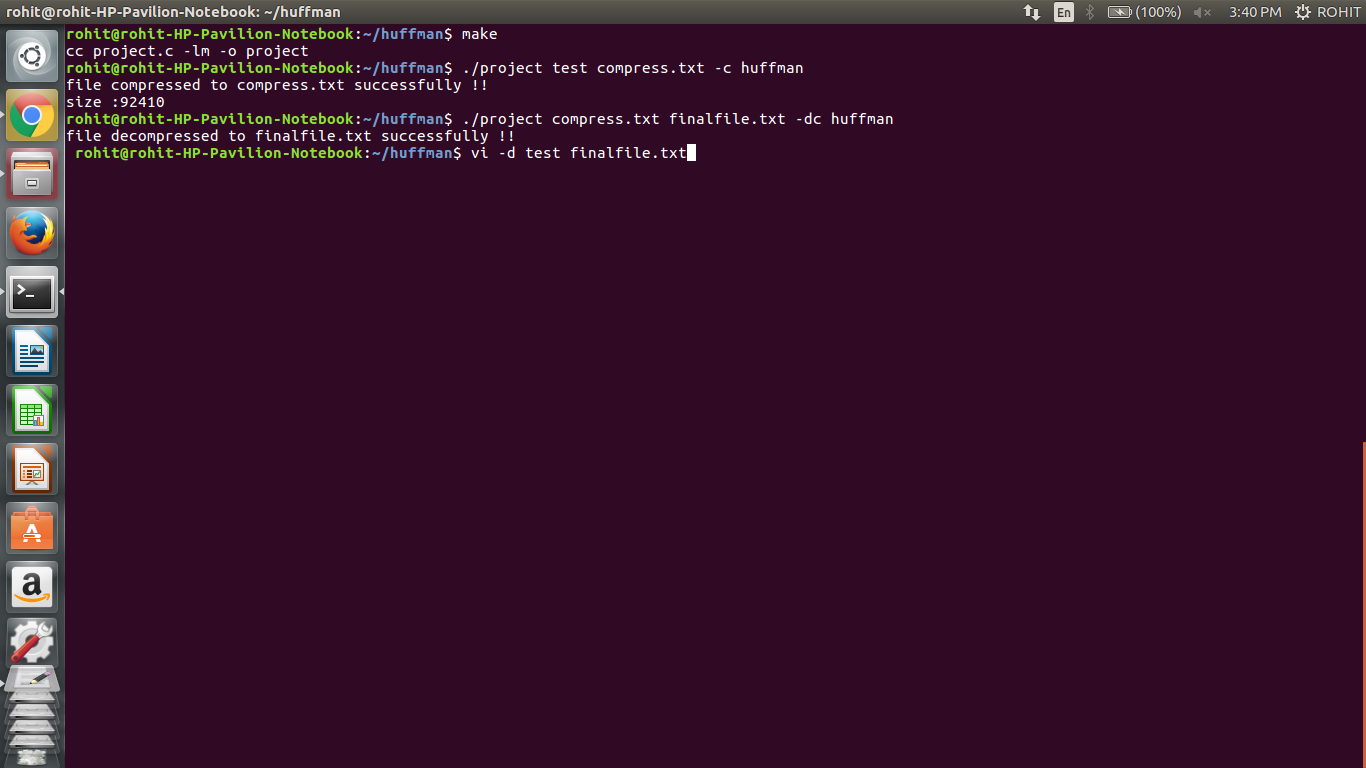 rohit@rohit-HP-Pavilion-Notebook: ~/huffman
En
(100%)
3:40 PM
ROHIT
rohit@rohit-HP-Pavilion-Notebook:~/huffman$ make
cc project.c -lm -o project
rohit@rohit-HP-Pavilion-Notebook:~/huffman$ ./project test compress.txt -c huffman
file compressed to compress.txt successfully !!
size :92410
rohit@rohit-HP-Pavilion-Notebook:~/huffman$ ./project compress.txt finalfile.txt -dc huffman
file decompressed to finalfile.txt successfully !!
rohit@rohit-HP-Pavilion-Notebook:~/huffman$ vi -d test finalfile.txt